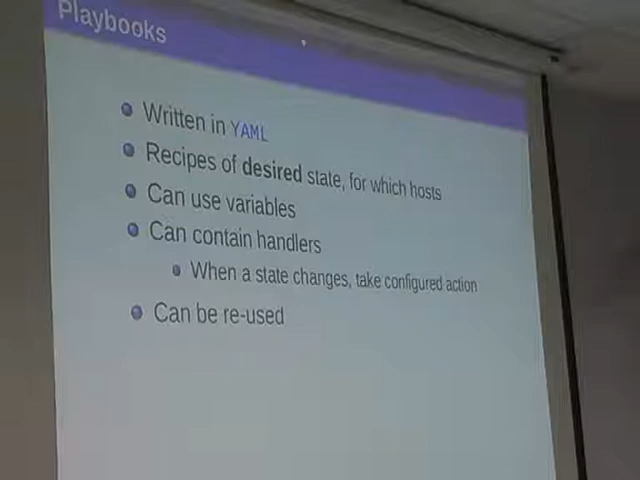 Playbooks
Written in YAML
Recipes of desired state, for which hosts
Can use variables
Can contain handlers
When a state changes, take configured action
Can be re-used